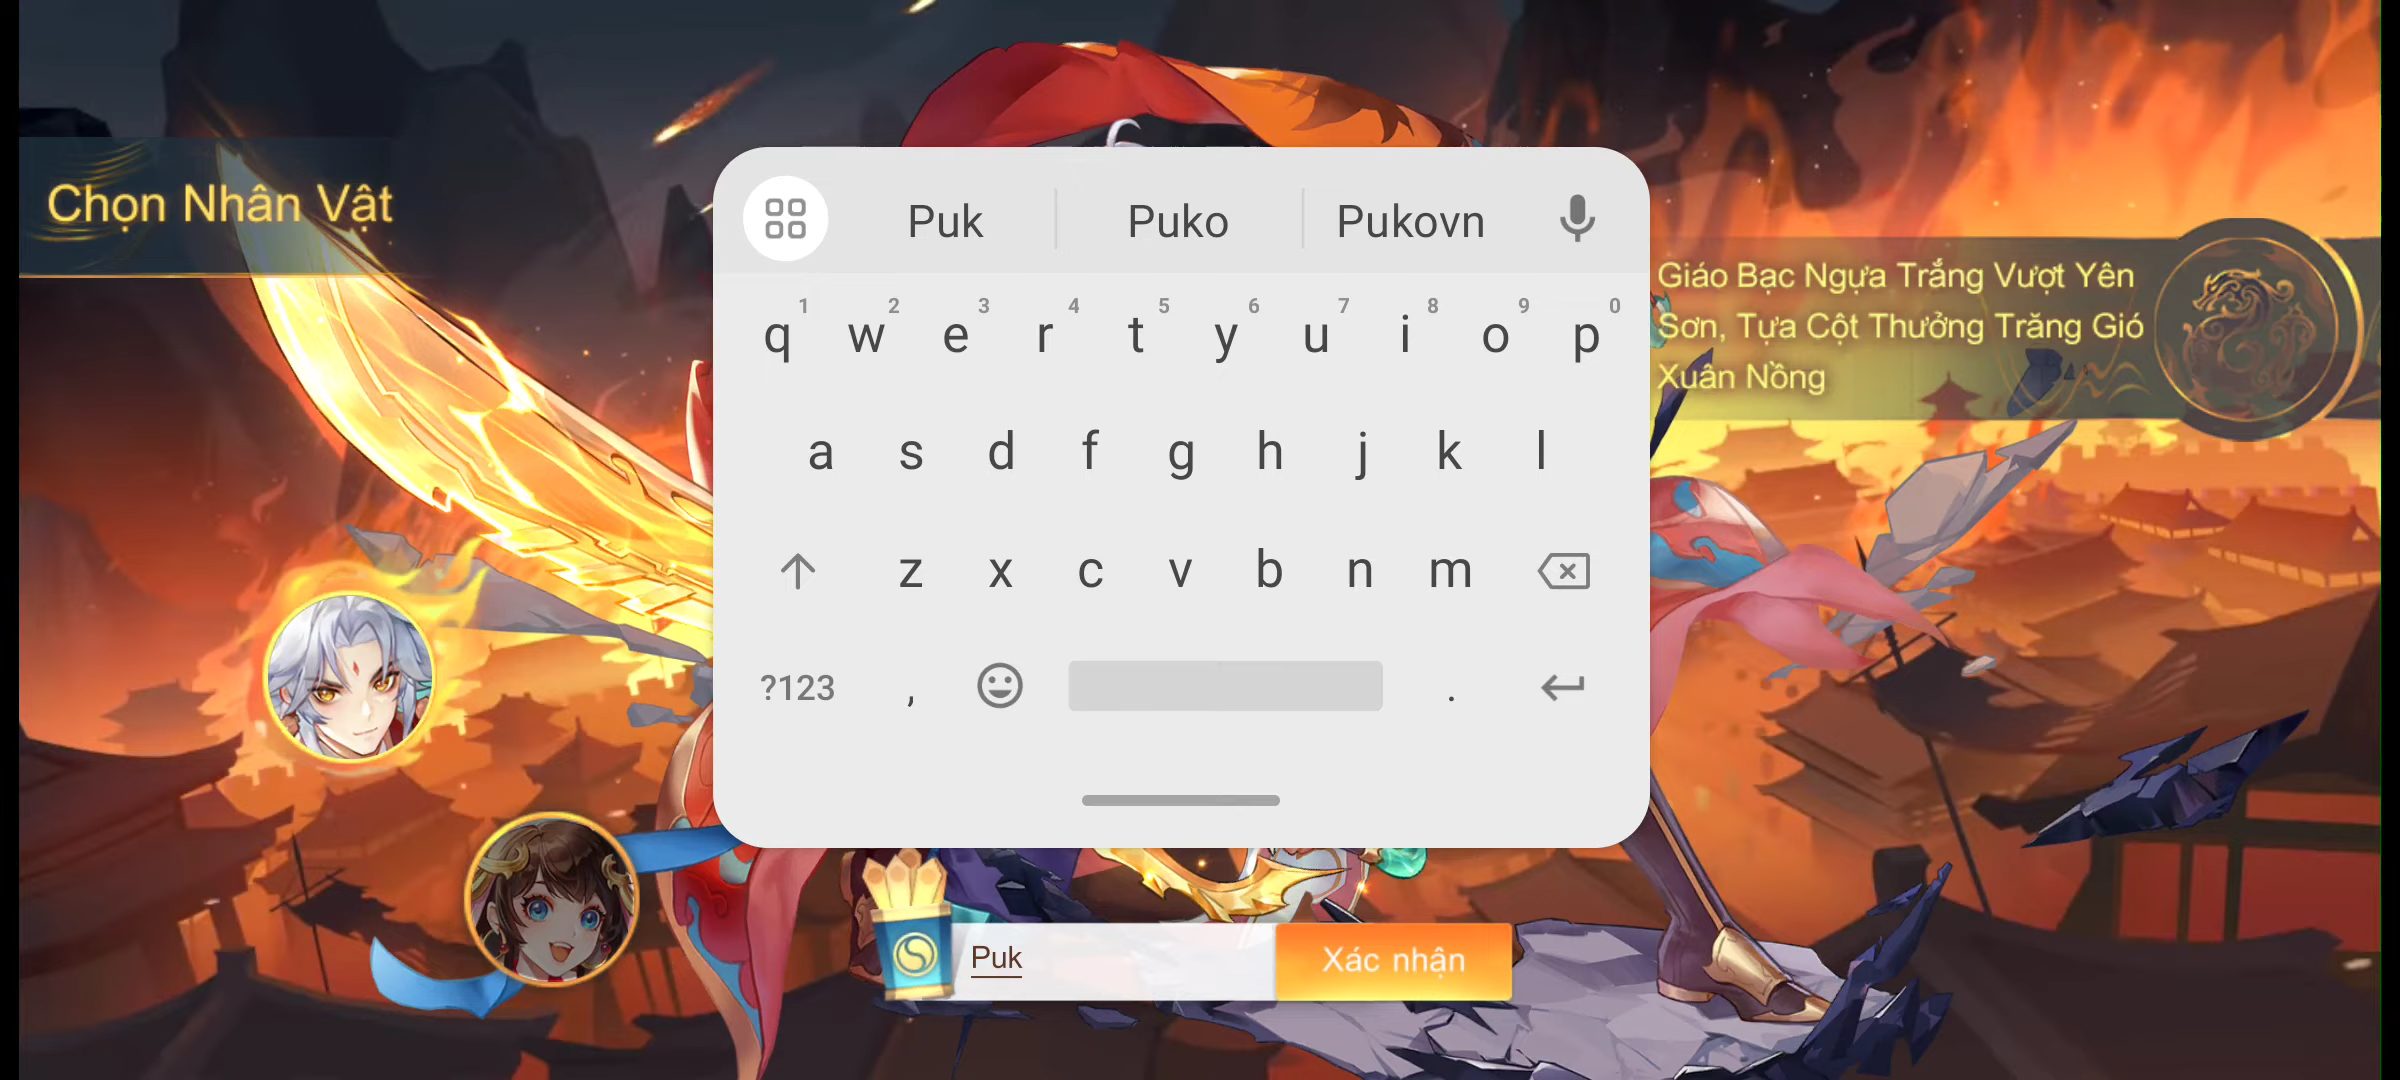 Chọn Nhân Vật
Puk Puko Pukovn
1 2 3 4 5 6 7 8 9 0
q w e r t y u i o p
a s d f g h j k l
z x c v b n m
?123 , .
Giáo Bạc Ngựa Trắng Vượt Yên
Sơn, Tựa Cột Thưởng Trăng Gió
Xuân Nồng
Puk
Xác nhận